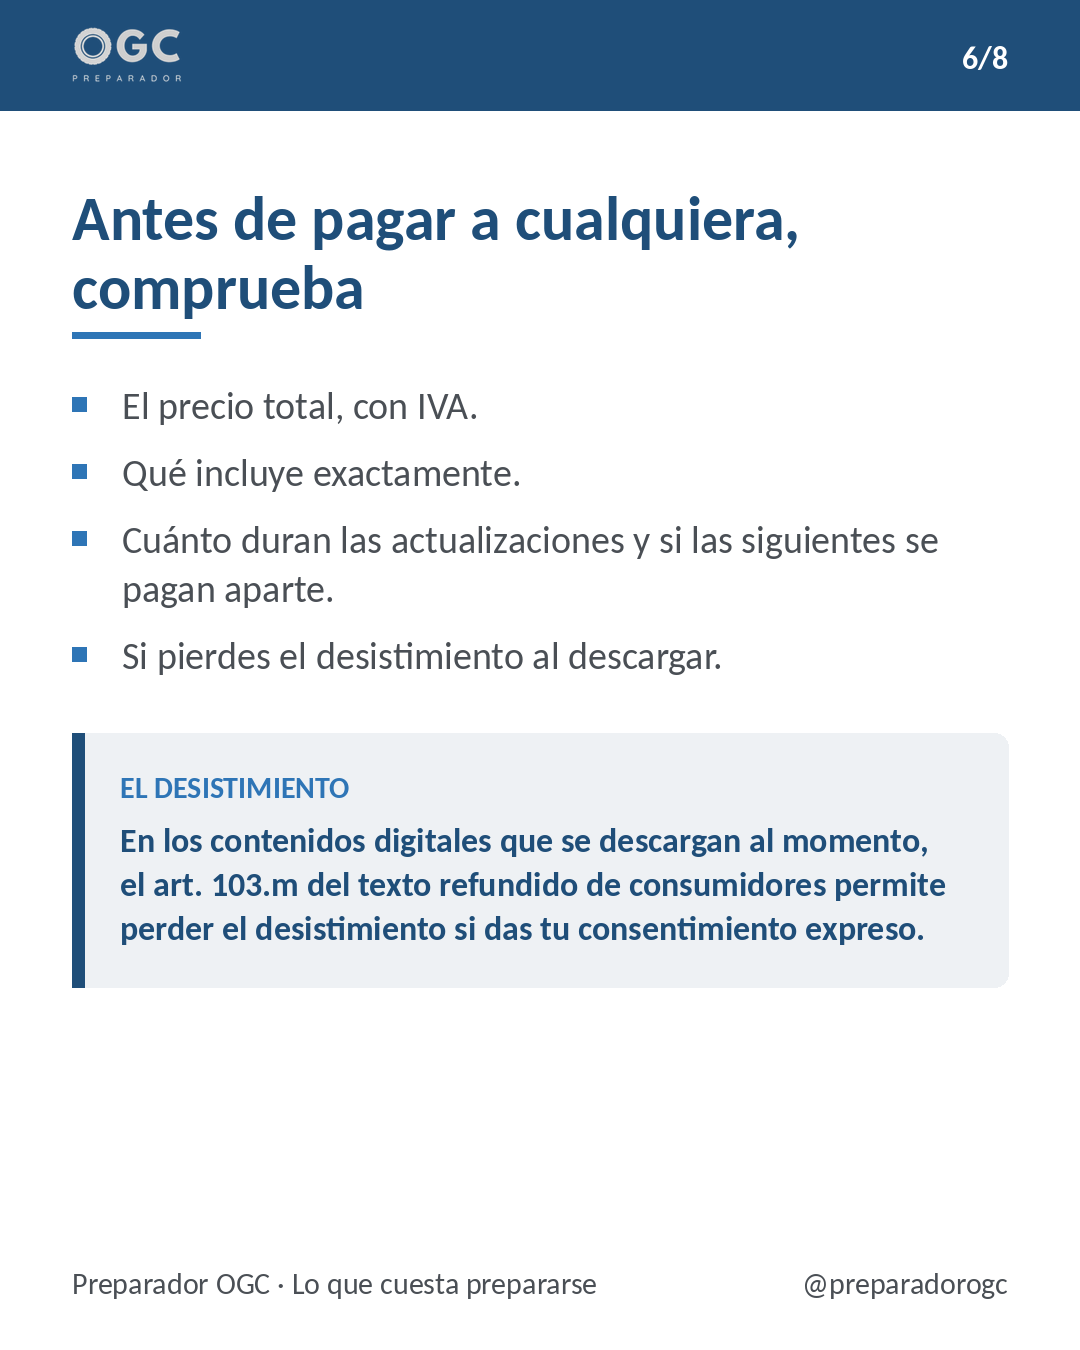 OGC
PREPARADOR
6/8
Antes de pagar a cualquiera,
comprueba
El precio total, con IVA.
Qué incluye exactamente.
Cuánto duran las actualizaciones y si las siguientes se
pagan aparte.
Si pierdes el desistimiento al descargar.
EL DESISTIMIENTO
En los contenidos digitales que se descargan al momento,
el art. 103.m del texto refundido de consumidores permite
perder el desistimiento si das tu consentimiento expreso.
Preparador OGC · Lo que cuesta prepararse
@preparadorogc